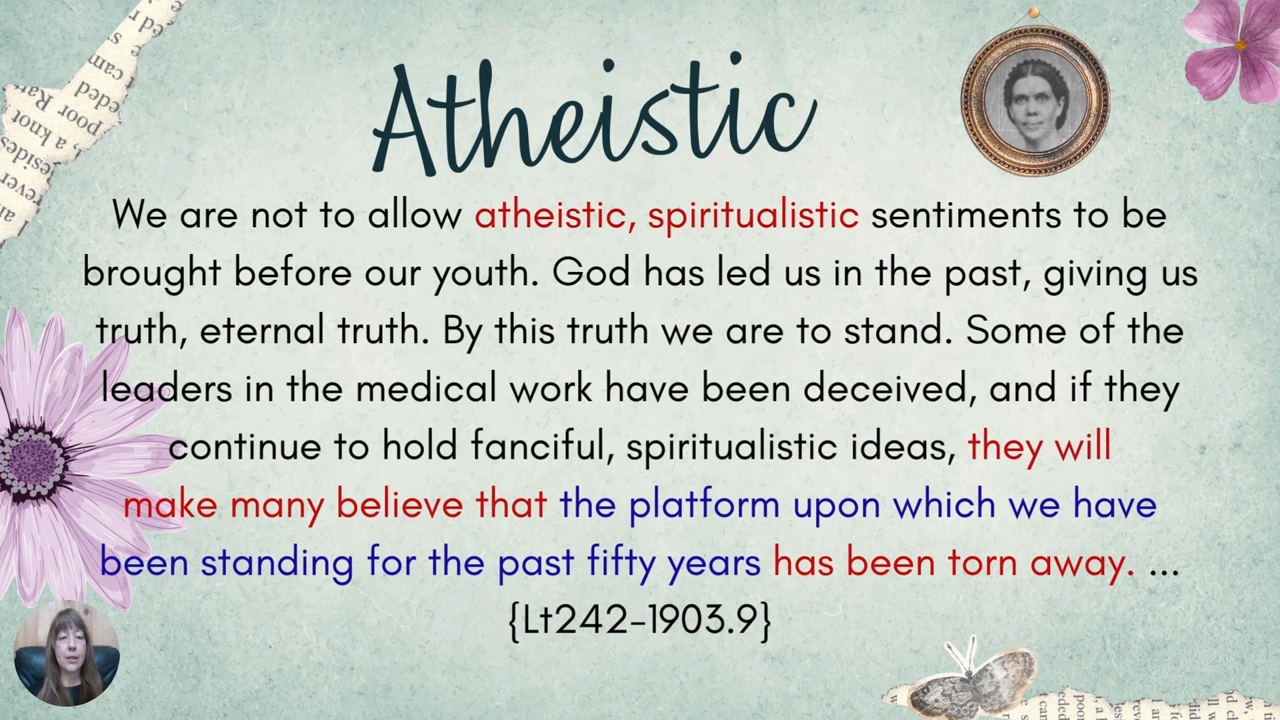 Atheistic
We are not to allow atheistic, spiritualistic sentiments to be
brought before our youth. God has led us in the past, giving us
truth, eternal truth. By this truth we are to stand. Some of the
leaders in the medical work have been deceived, and if they
continue to hold fanciful, spiritualistic ideas, they will
make many believe that the platform upon which we have
been standing for the past fifty years has been torn away. ...
{Lt242-1903.9}